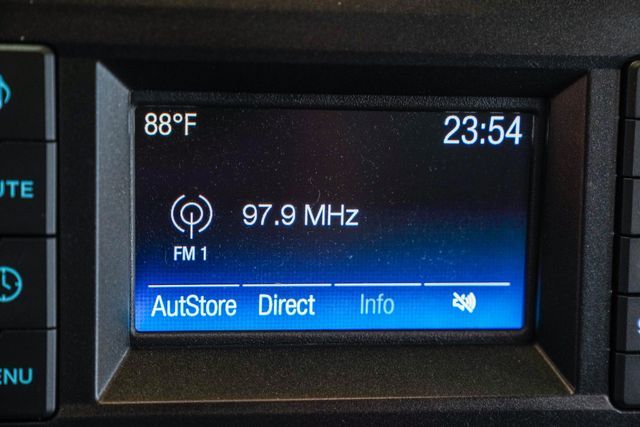 88°F
23:54
97.9 MHz
FM 1
AutStore
Direct
Info
UTE
ENU